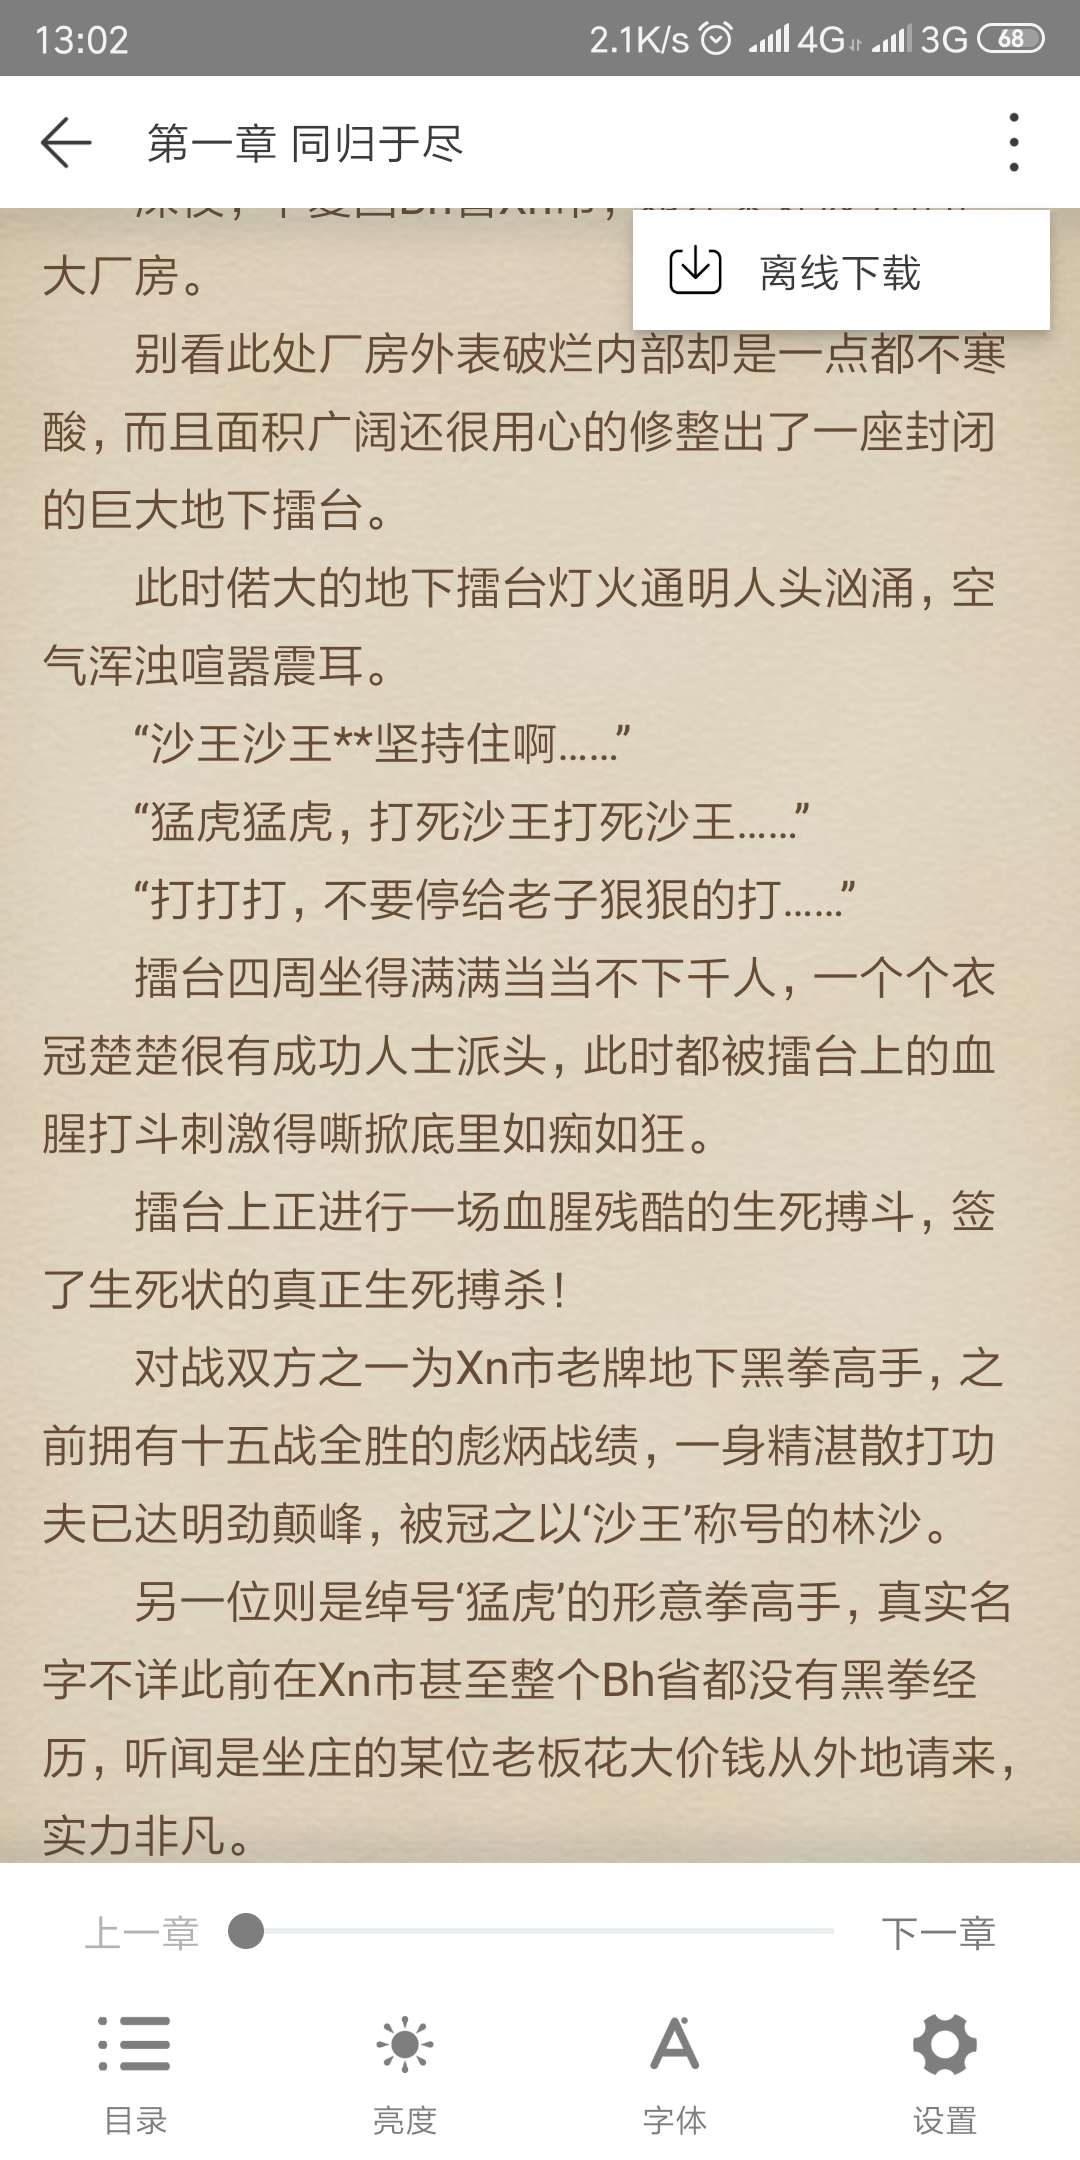 13:02
2.1K/s 4G 3G 68
第一章 同归于尽
离线下载
大厂房。
别看此处厂房外表破烂内部却是一点都不寒
酸，而且面积广阔还很用心的修整出了一座封闭
的巨大地下擂台。
此时偌大的地下擂台灯火通明人头汹涌，空
气浑浊喧嚣震耳。
“沙王沙王**坚持住啊……”
“猛虎猛虎，打死沙王打死沙王……”
“打打打，不要停给老子狠狠的打……”
擂台四周坐得满满当当不下千人，一个个衣
冠楚楚很有成功人士派头，此时都被擂台上的血
腥打斗刺激得嘶掀底里如痴如狂。
擂台上正进行一场血腥残酷的生死搏斗，签
了生死状的真正生死搏杀！
对战双方之一为Xn市老牌地下黑拳高手，之
前拥有十五战全胜的彪炳战绩，一身精湛散打功
夫已达明劲颠峰，被冠之以‘沙王’称号的林沙。
另一位则是绰号‘猛虎’的形意拳高手，真实名
字不详此前在Xn市甚至整个Bh省都没有黑拳经
历，听闻是坐庄的某位老板花大价钱从外地请来，
实力非凡。
上一章 下一章
目录 亮度 字体 设置